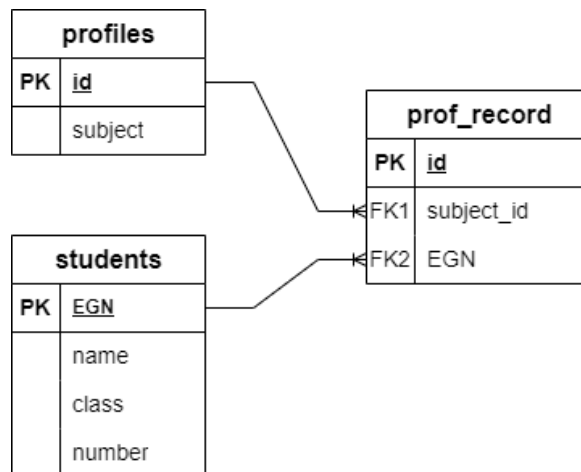 profiles
PK id
subject
prof_record
PK id
FK1 subject_id
FK2 EGN
students
PK EGN
name
class
number